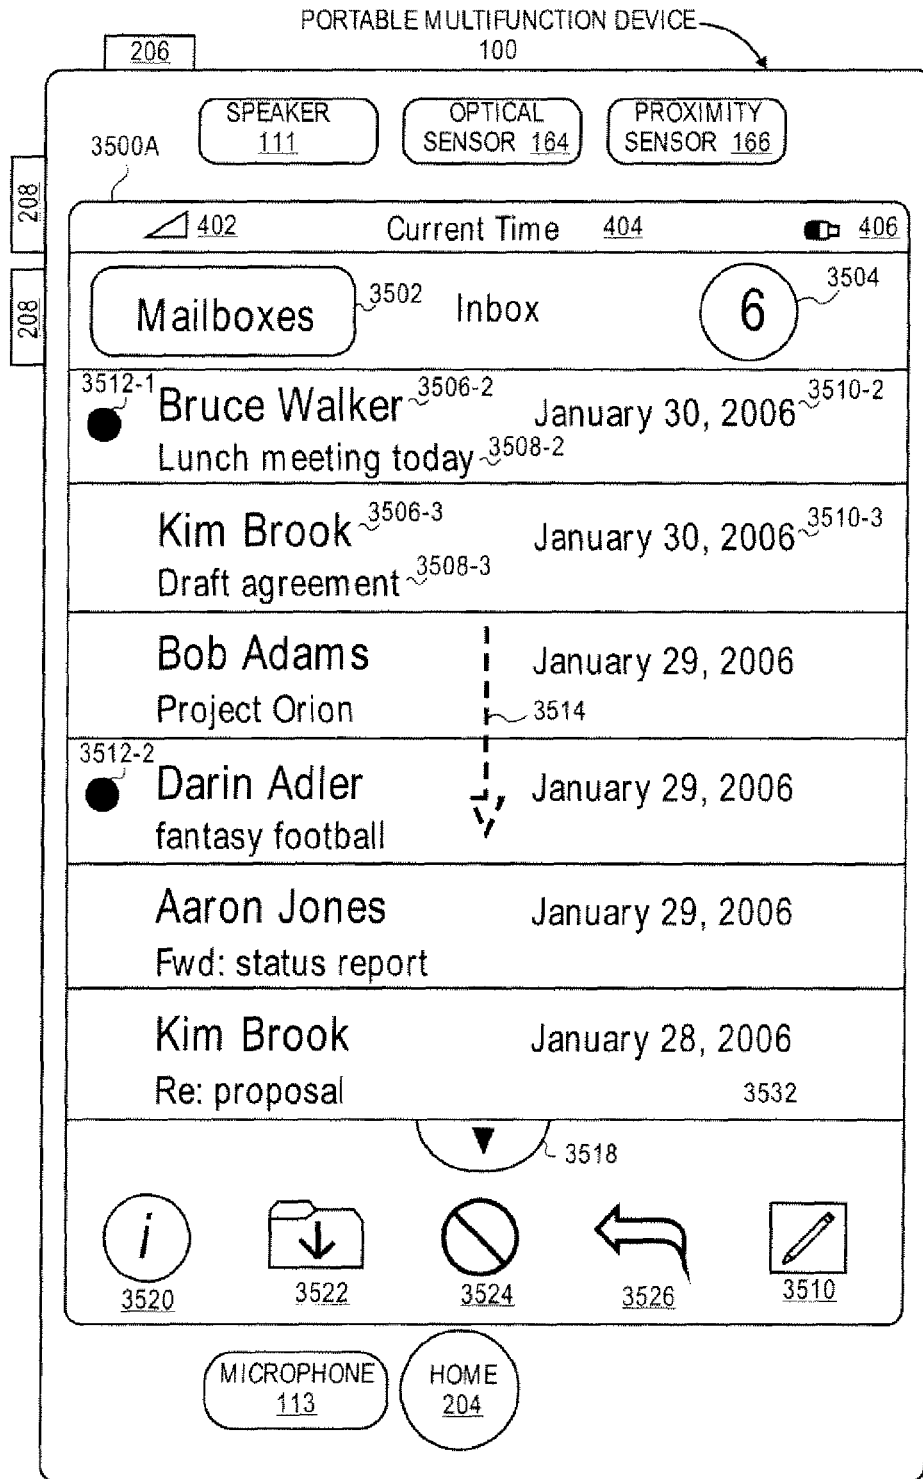 PORTABLE MULTIFUNCTION DEVICE
100
206
SPEAKER
111
OPTICAL
SENSOR 164
PROXIMITY
SENSOR 166
3500A
208
208
402 Current Time 404 406
Mailboxes 3502 Inbox 6 3504
3512-1
Bruce Walker 3506-2 January 30, 2006 3510-2
Lunch meeting today 3508-2
Kim Brook 3506-3 January 30, 2006 3510-3
Draft agreement 3508-3
Bob Adams January 29, 2006
Project Orion 3514
3512-2
Darin Adler January 29, 2006
fantasy football
Aaron Jones January 29, 2006
Fwd: status report
Kim Brook January 28, 2006
Re: proposal 3532
3518
i
3520 3522 3524 3526 3510
MICROPHONE
113
HOME
204